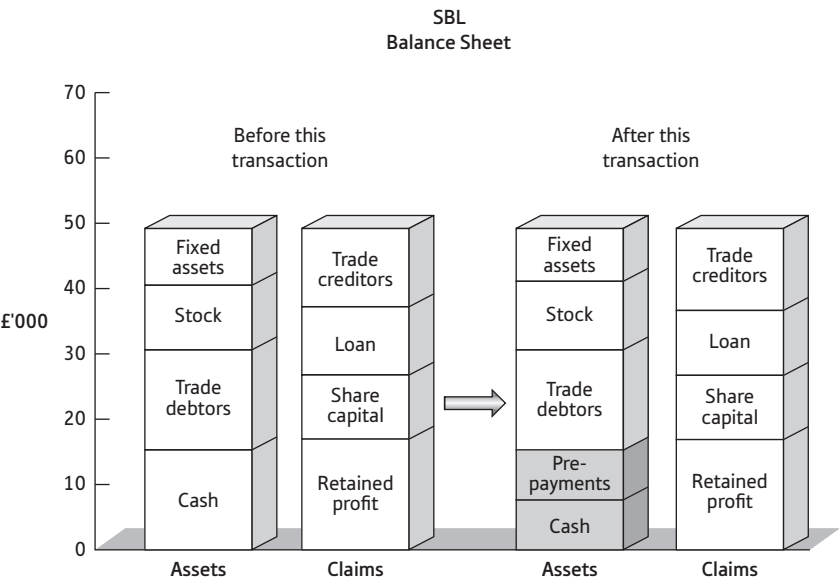 SBL
Balance Sheet
70
60
50
40
30
20
10
0
£'000
Before this
transaction
After this
transaction
Fixed
assets
Stock
Trade
debtors
Cash
Assets
Trade
creditors
Loan
Share
capital
Retained
profit
Claims
Fixed
assets
Stock
Trade
debtors
Pre-
payments
Cash
Assets
Trade
creditors
Loan
Share
capital
Retained
profit
Claims